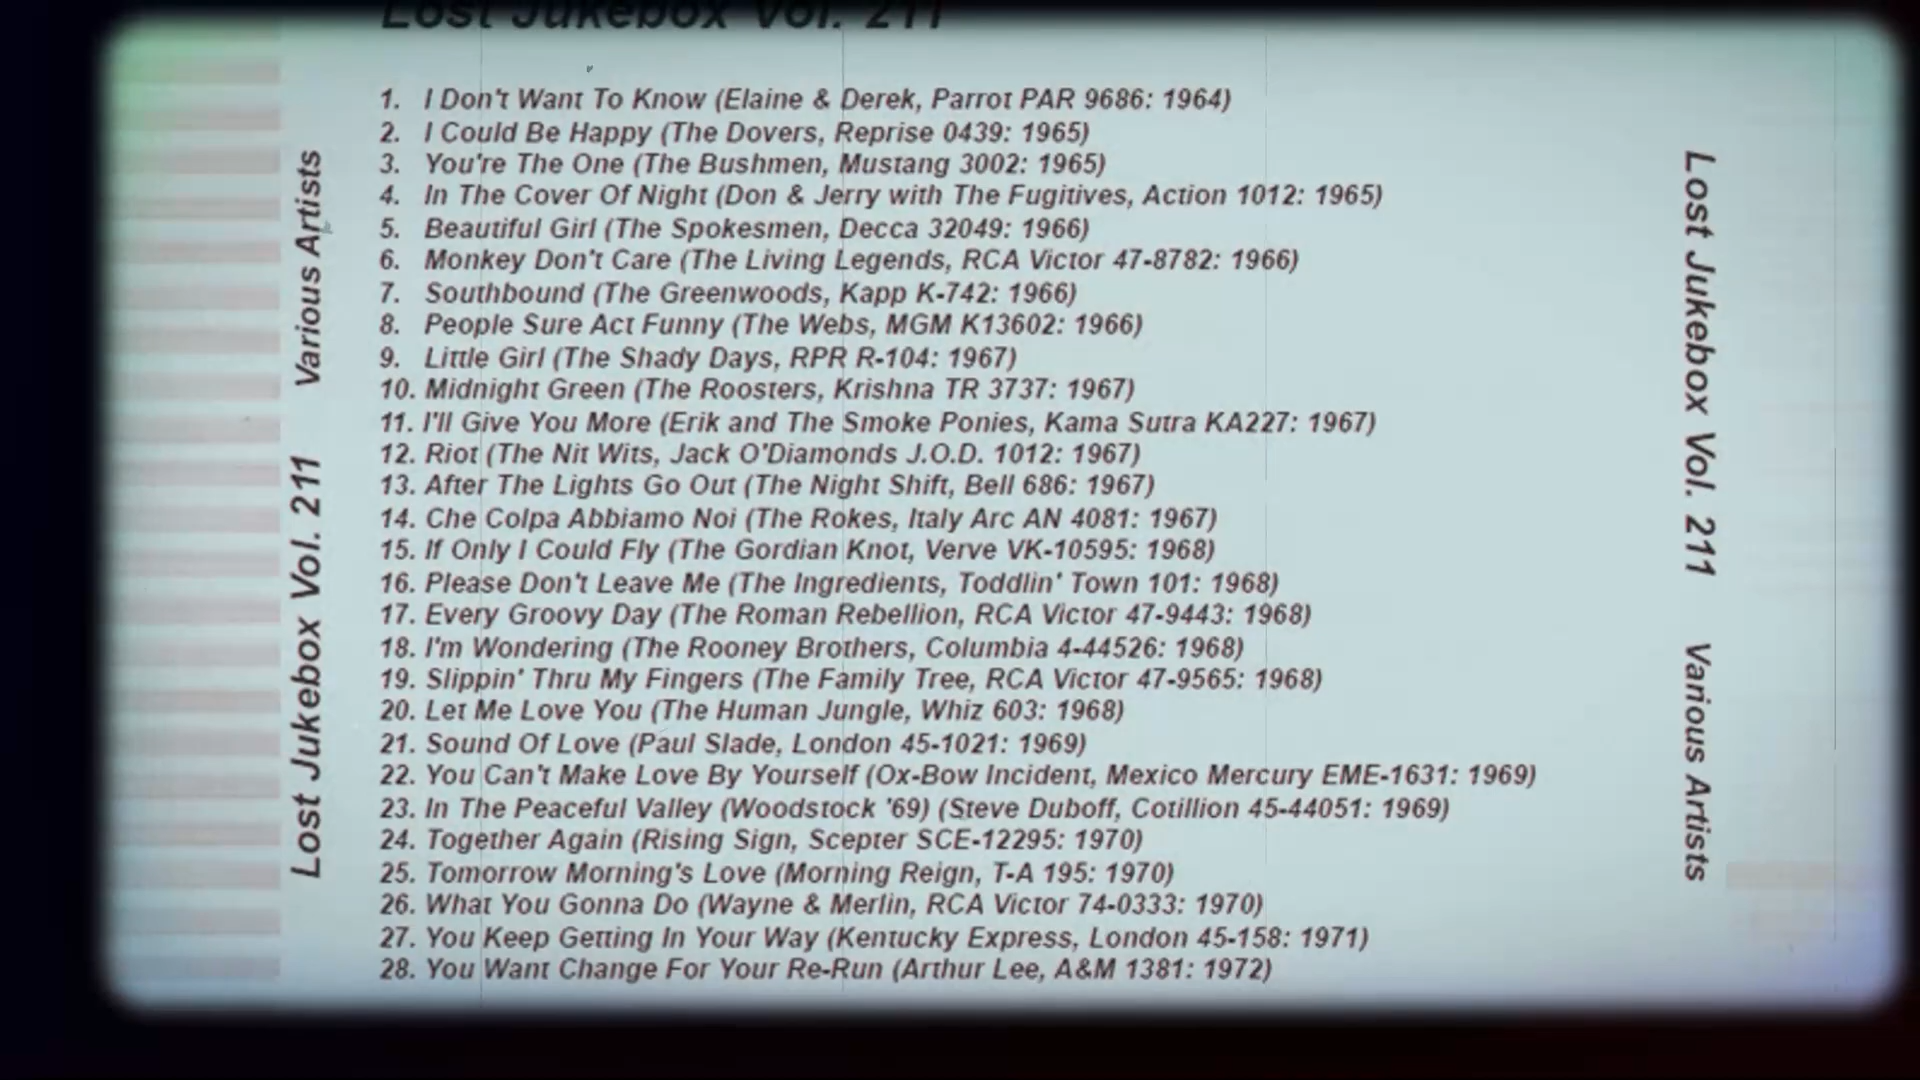 Lost Jukebox Vol. 211
1. I Don't Want To Know (Elaine & Derek, Parrot PAR 9686: 1964)
2. I Could Be Happy (The Dovers, Reprise 0439: 1965)
3. You're The One (The Bushmen, Mustang 3002: 1965)
4. In The Cover Of Night (Don & Jerry with The Fugitives, Action 1012: 1965)
5. Beautiful Girl (The Spokesmen, Decca 32049: 1966)
6. Monkey Don't Care (The Living Legends, RCA Victor 47-8782: 1966)
7. Southbound (The Greenwoods, Kapp K-742: 1966)
8. People Sure Act Funny (The Webs, MGM K13602: 1966)
9. Little Girl (The Shady Days, RPR R-104: 1967)
10. Midnight Green (The Roosters, Krishna TR 3737: 1967)
11. I'll Give You More (Erik and The Smoke Ponies, Kama Sutra KA227: 1967)
12. Riot (The Nit Wits, Jack O'Diamonds J.O.D. 1012: 1967)
13. After The Lights Go Out (The Night Shift, Bell 686: 1967)
14. Che Colpa Abbiamo Noi (The Rokes, Italy Arc AN 4081: 1967)
15. If Only I Could Fly (The Gordian Knot, Verve VK-10595: 1968)
16. Please Don't Leave Me (The Ingredients, Toddlin' Town 101: 1968)
17. Every Groovy Day (The Roman Rebellion, RCA Victor 47-9443: 1968)
18. I'm Wondering (The Rooney Brothers, Columbia 4-44526: 1968)
19. Slippin' Thru My Fingers (The Family Tree, RCA Victor 47-9565: 1968)
20. Let Me Love You (The Human Jungle, Whiz 603: 1968)
21. Sound Of Love (Paul Slade, London 45-1021: 1969)
22. You Can't Make Love By Yourself (Ox-Bow Incident, Mexico Mercury EME-1631: 1969)
23. In The Peaceful Valley (Woodstock '69) (Steve Duboff, Cotillion 45-44051: 1969)
24. Together Again (Rising Sign, Scepter SCE-12295: 1970)
25. Tomorrow Morning's Love (Morning Reign, T-A 195: 1970)
26. What You Gonna Do (Wayne & Merlin, RCA Victor 74-0333: 1970)
27. You Keep Getting In Your Way (Kentucky Express, London 45-158: 1971)
28. You Want Change For Your Re-Run (Arthur Lee, A&M 1381: 1972)
Lost Jukebox Vol. 211 Various Artists
Lost Jukebox Vol. 211 Various Artists